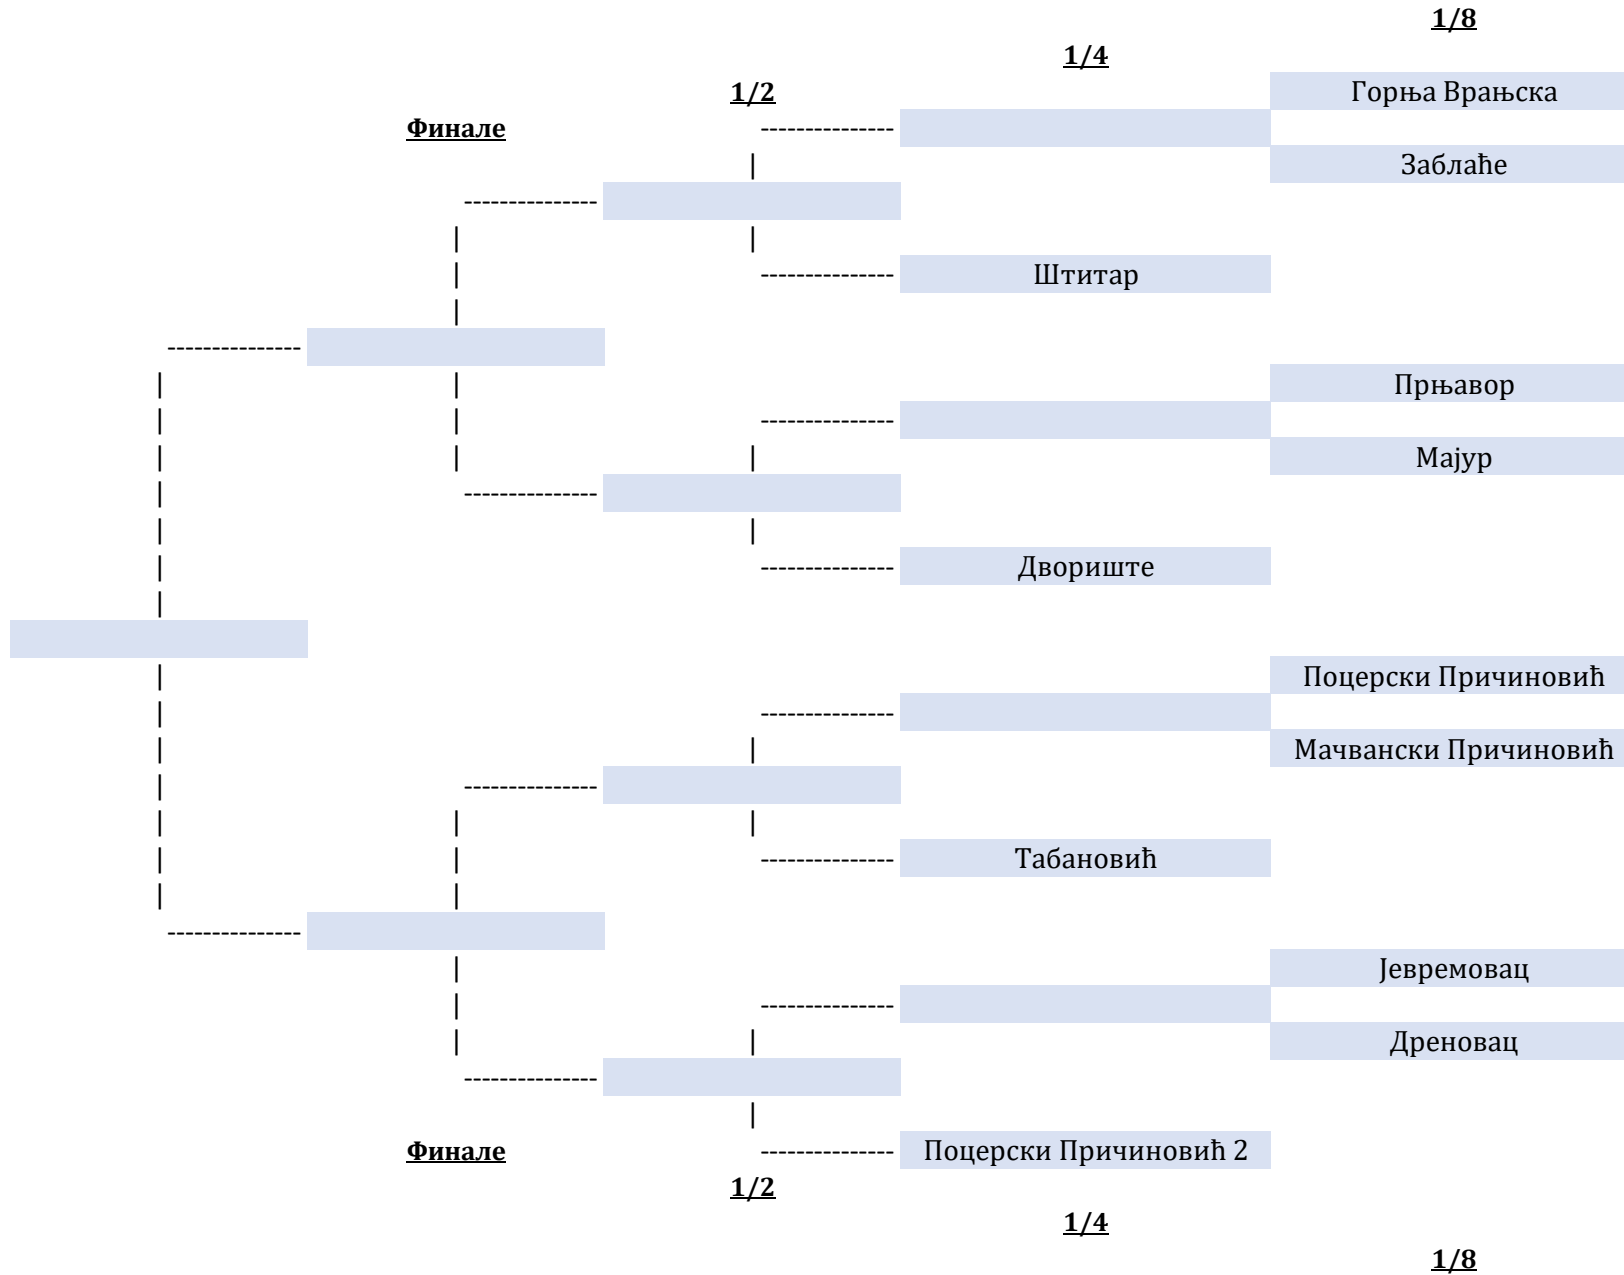 1/8
1/4
1/2
Горња Врањска
Финале
Заблаће
Штитар
Прњавор
Мајур
Двориште
Поцерски Причиновић
Мачвански Причиновић
Табановић
Јевремовац
Дреновац
Финале
Поцерски Причиновић 2
1/2
1/4
1/8